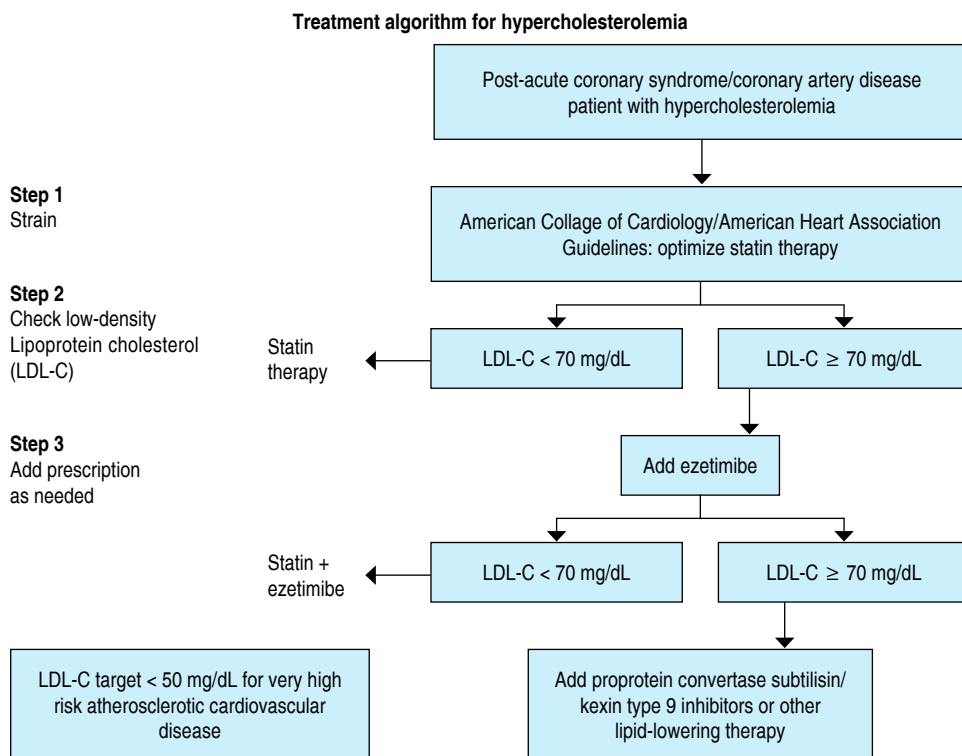 Treatment algorithm for hypercholesterolemia
Post-acute coronary syndrome/coronary artery disease
patient with hypercholesterolemia
Step 1
Strain
American Collage of Cardiology/American Heart Association
Guidelines: optimize statin therapy
Step 2
Check low-density
Lipoprotein cholesterol
(LDL-C)
Statin
therapy
LDL-C < 70 mg/dL
LDL-C ≥ 70 mg/dL
Step 3
Add prescription
as needed
Add ezetimibe
Statin +
ezetimibe
LDL-C < 70 mg/dL
LDL-C ≥ 70 mg/dL
LDL-C target < 50 mg/dL for very high
risk atherosclerotic cardiovascular
disease
Add proprotein convertase subtilisin/
kexin type 9 inhibitors or other
lipid-lowering therapy